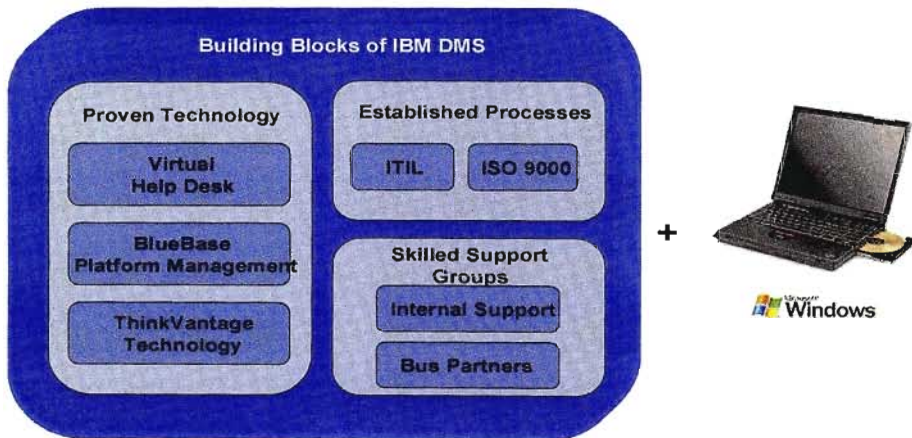 Building Blocks of IBM DMS
Proven Technology
Virtual
Help Desk
BlueBase
Platform Management
ThinkVantage
Technology
Established Processes
ITIL
ISO 9000
Skilled Support
Groups
Internal Support
Bus Partners
+
Microsoft
Windows